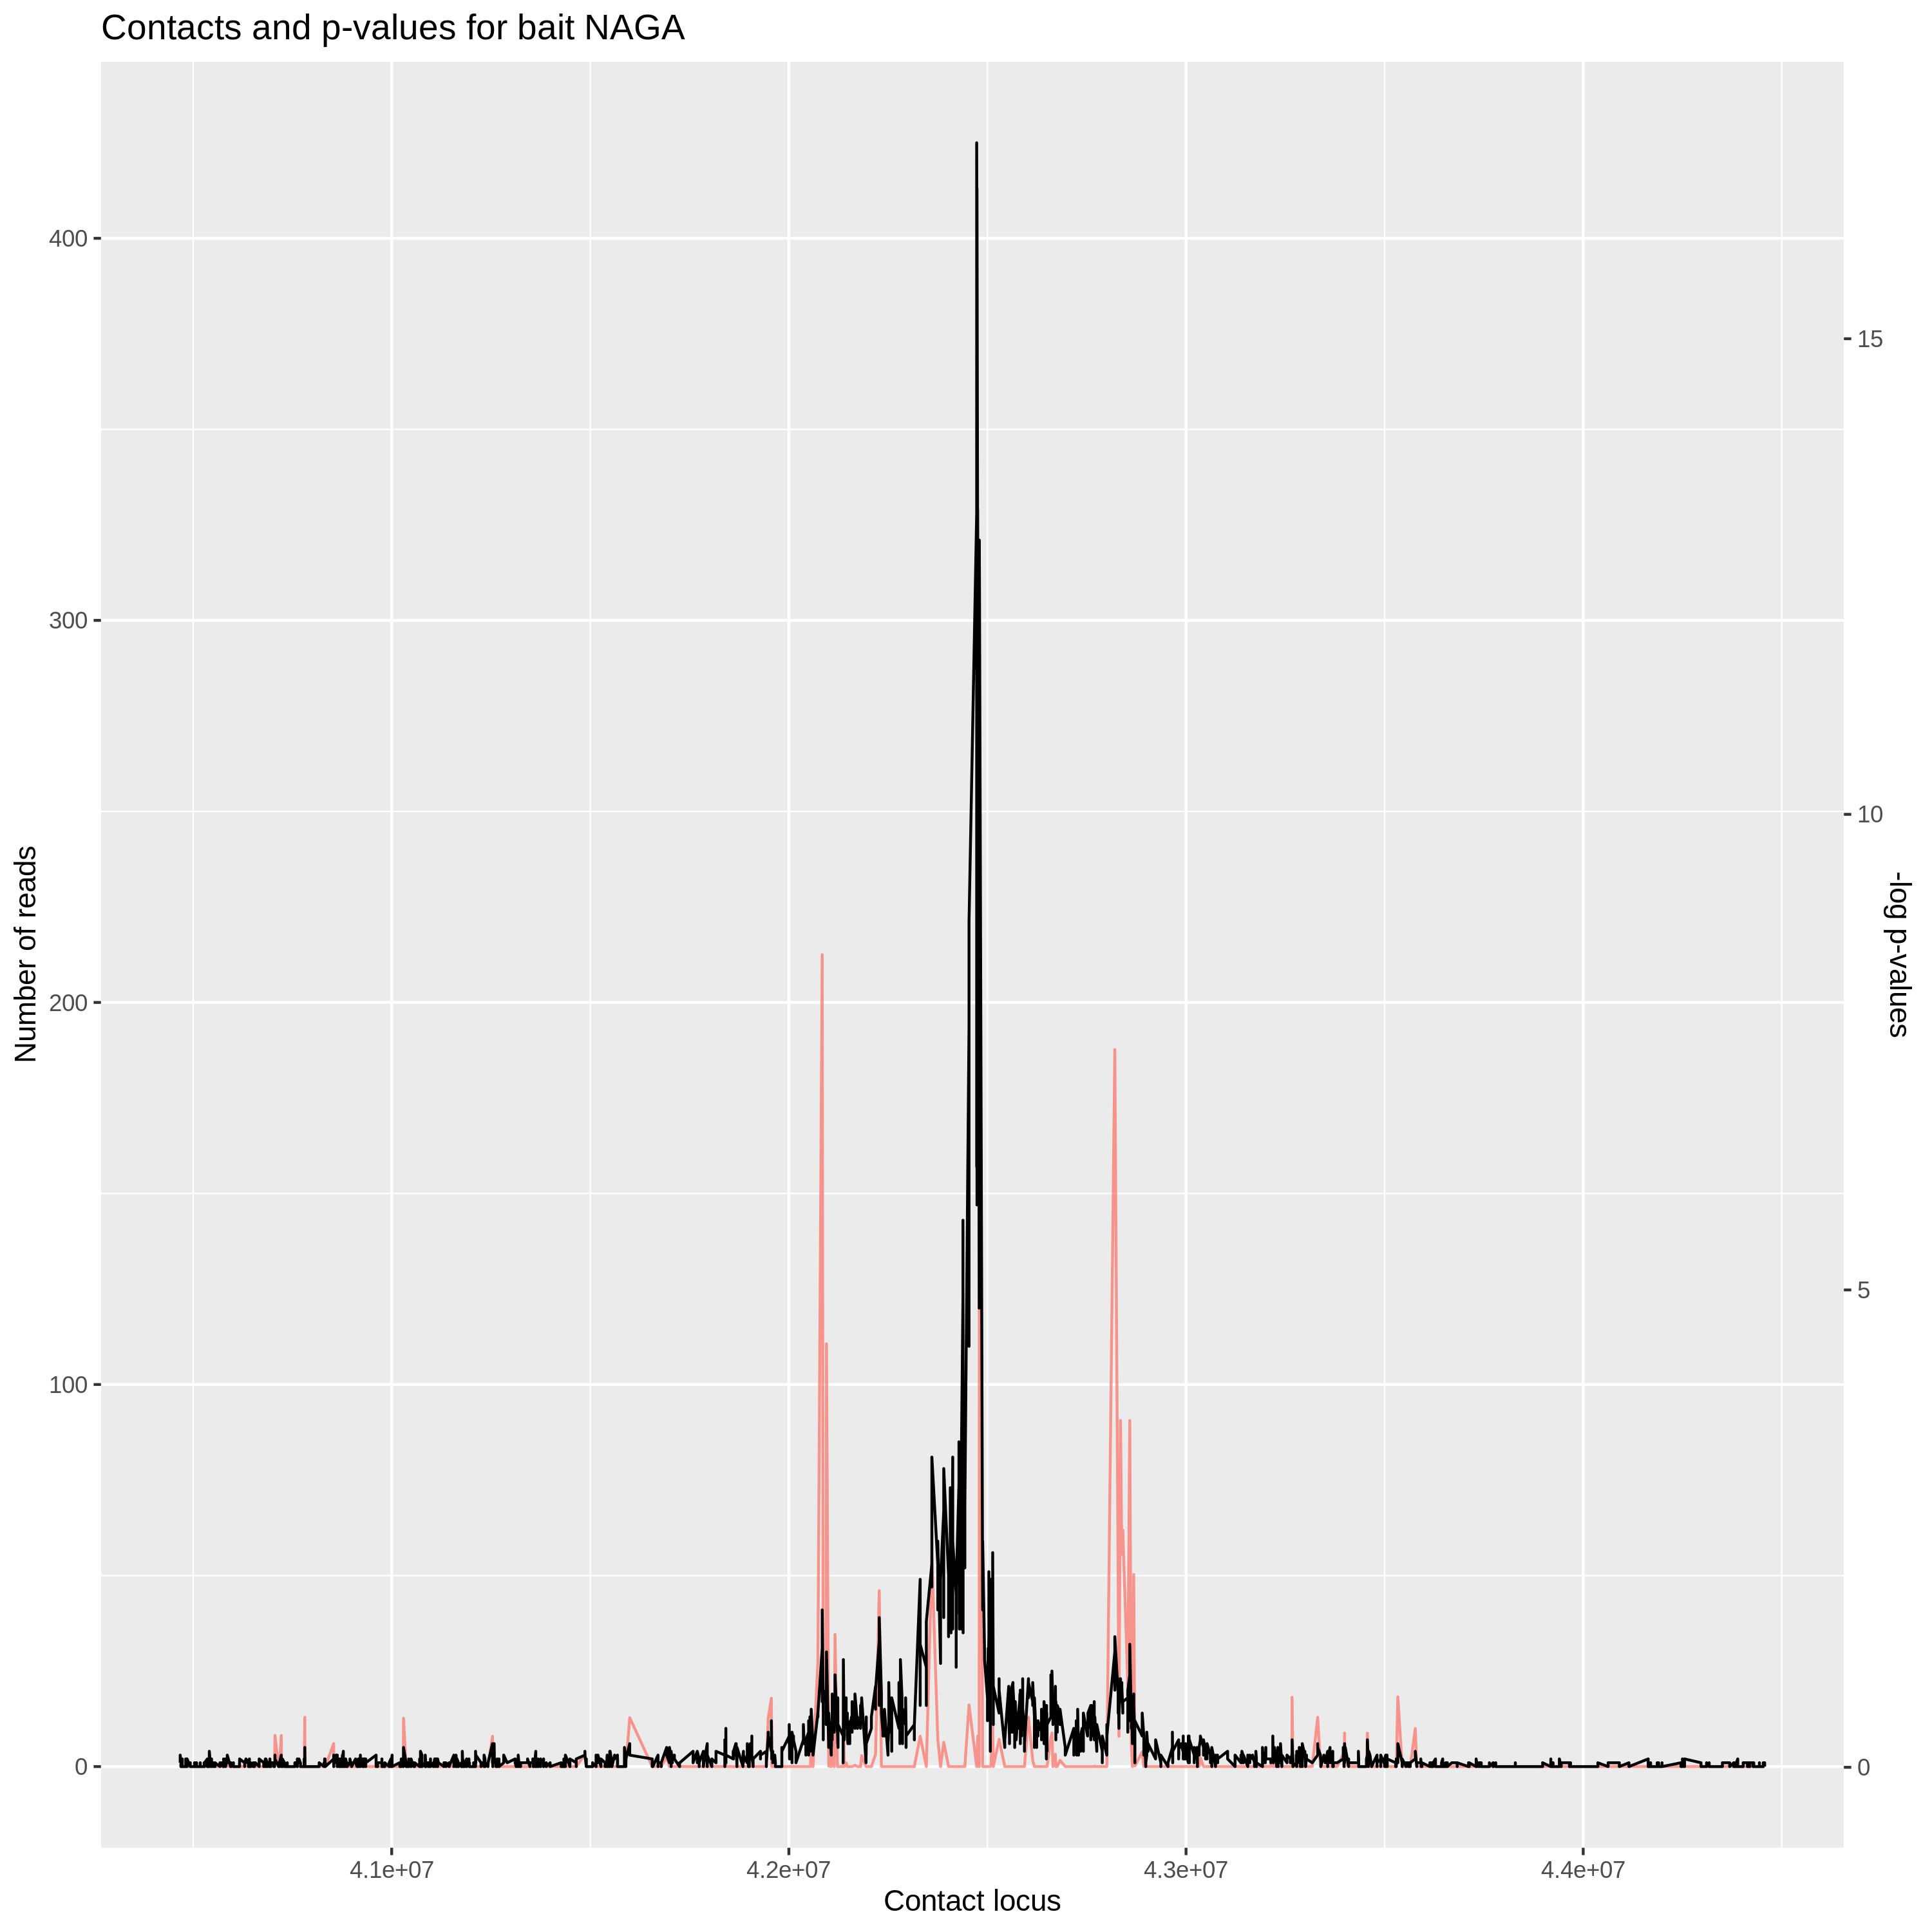 Contacts and p-values for bait NAGA
400
300
200
100
0
Number of reads
15
10
5
0
-log p-values
4.1e+07
4.2e+07
4.3e+07
4.4e+07
Contact locus